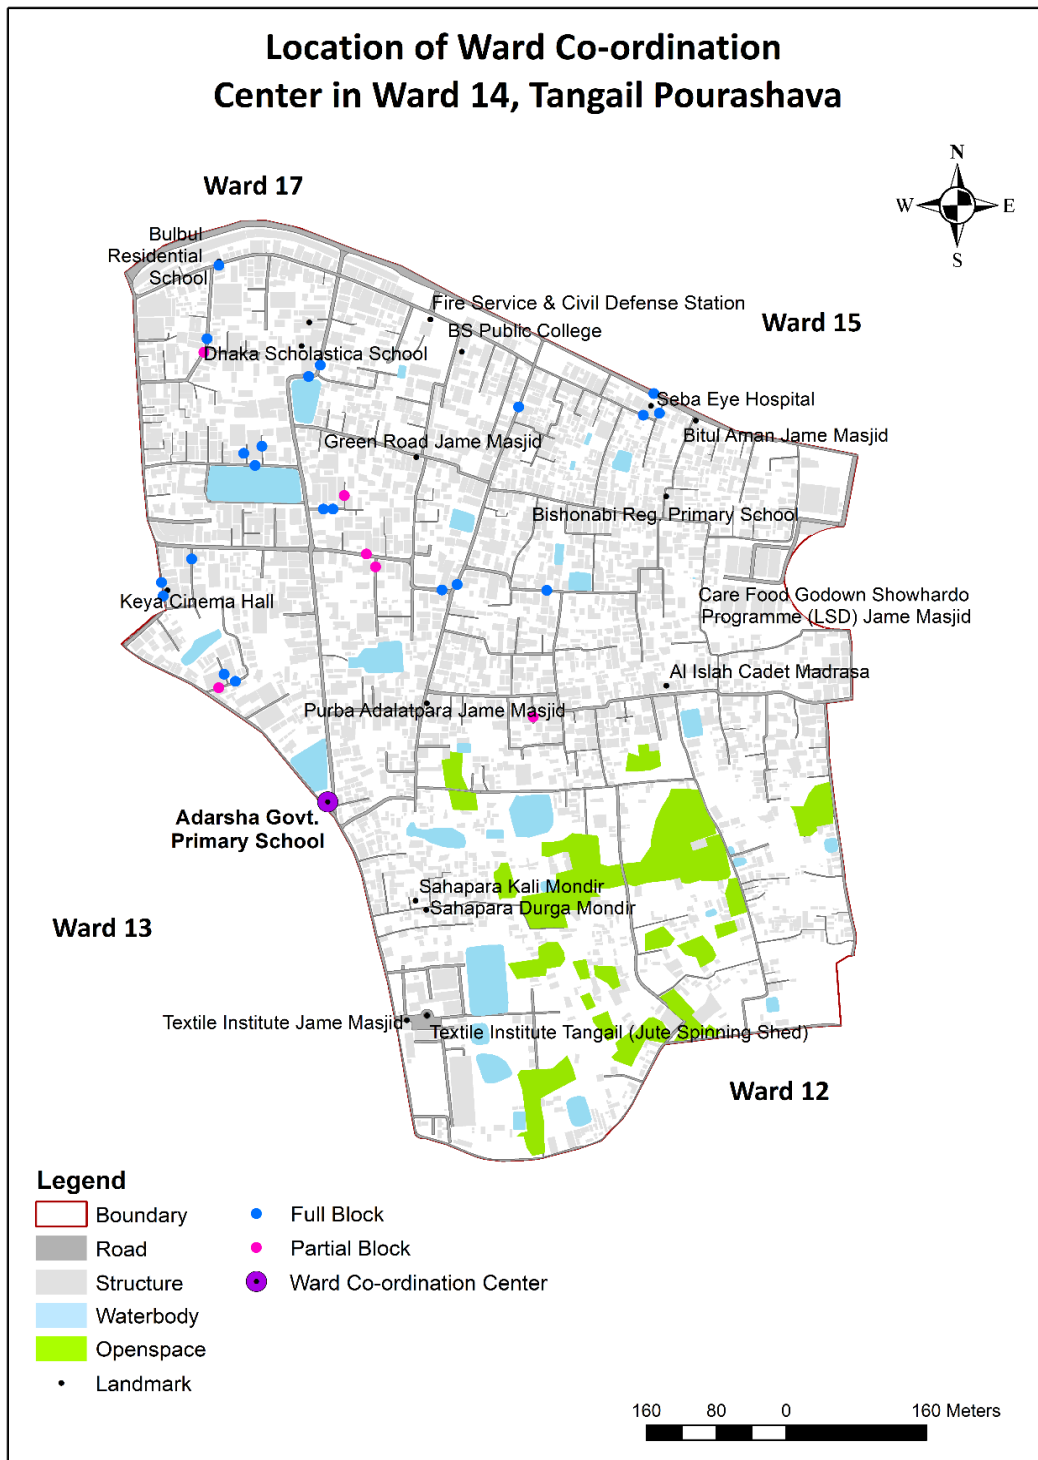 Location of Ward Co-ordination
Center in Ward 14, Tangail Pourashava
N
W
E
S
Ward 17
Bulbul
Residential
School
Fire Service & Civil Defense Station
BS Public College
Ward 15
Dhaka Scholastica School
Seba Eye Hospital
Bitul Aman Jame Masjid
Green Road Jame Masjid
Bishonabi Reg. Primary School
Keya Cinema Hall
Care Food Godown Showhardo
Programme (LSD) Jame Masjid
Al Islah Cadet Madrasa
Purba Adalatpara Jame Masjid
Adarsha Govt.
Primary School
Sahapara Kali Mondir
Sahapara Durga Mondir
Ward 13
Textile Institute Jame Masjid
Textile Institute Tangail (Jute Spinning Shed)
Ward 12
Legend
Boundary
Road
Structure
Waterbody
Openspace
Landmark
Full Block
Partial Block
Ward Co-ordination Center
160 80 0 160 Meters